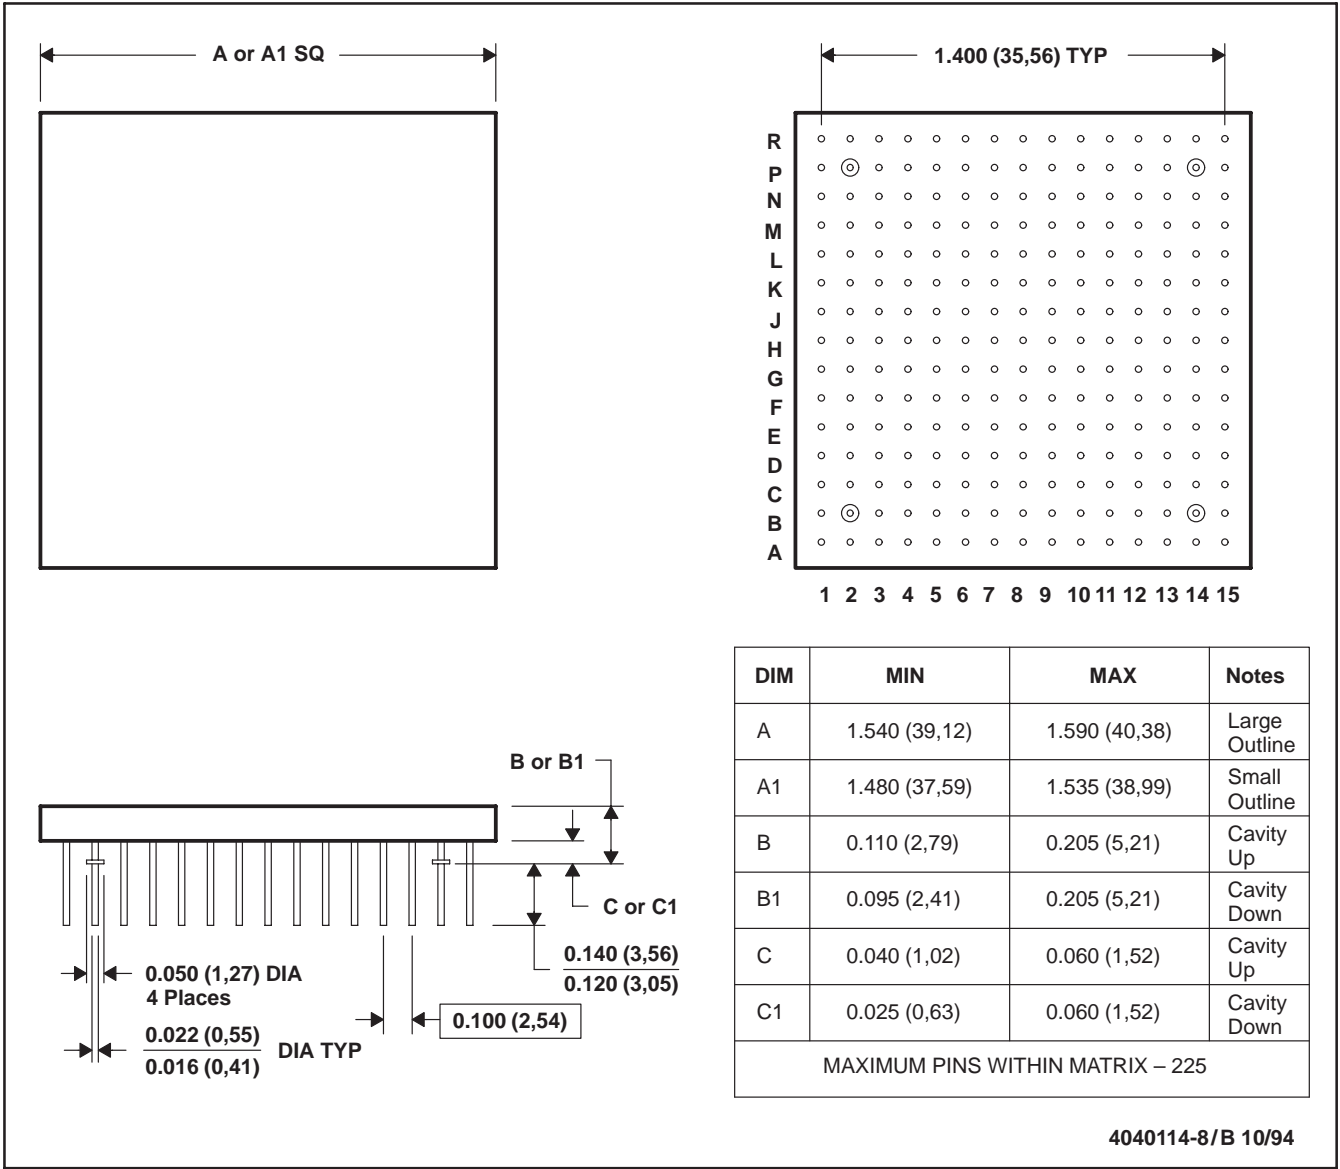 A or A1 SQ
1.400 (35,56) TYP
R
P
N
M
L
K
J
H
G
F
E
D
C
B
A
1 2 3 4 5 6 7 8 9 10 11 12 13 14 15
B or B1
C or C1
0.140 (3,56)
0.120 (3,05)
0.050 (1,27) DIA
4 Places
0.022 (0,55)
0.016 (0,41)
DIA TYP
0.100 (2,54)
DIM MIN MAX Notes
A 1.540 (39,12) 1.590 (40,38) Large Outline
A1 1.480 (37,59) 1.535 (38,99) Small Outline
B 0.110 (2,79) 0.205 (5,21) Cavity Up
B1 0.095 (2,41) 0.205 (5,21) Cavity Down
C 0.040 (1,02) 0.060 (1,52) Cavity Up
C1 0.025 (0,63) 0.060 (1,52) Cavity Down
MAXIMUM PINS WITHIN MATRIX – 225
4040114-8/B 10/94